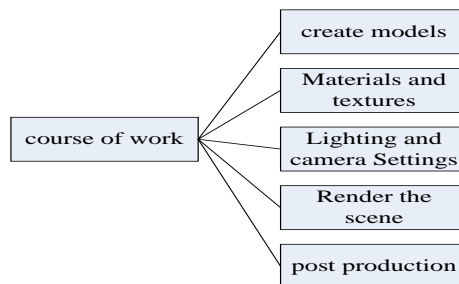 create models
Materials and
textures
course of work
Lighting and
camera Settings
Render the
scene
post production